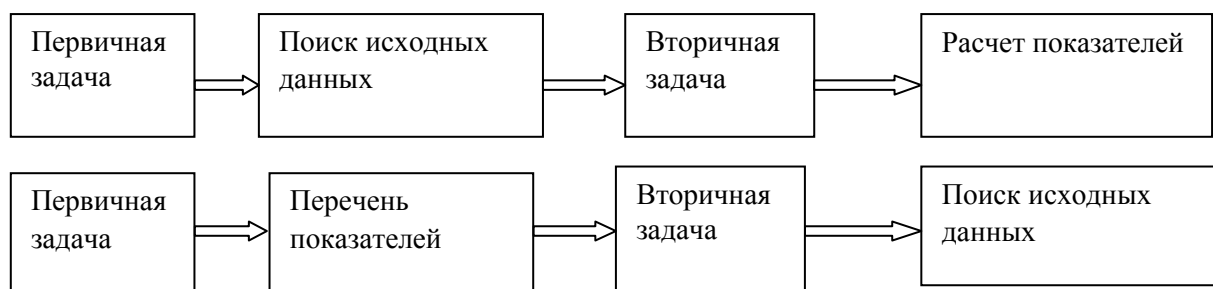 Первичная
задача
Поиск исходных
данных
Вторичная
задача
Расчет показателей
Первичная
задача
Перечень
показателей
Вторичная
задача
Поиск исходных
данных